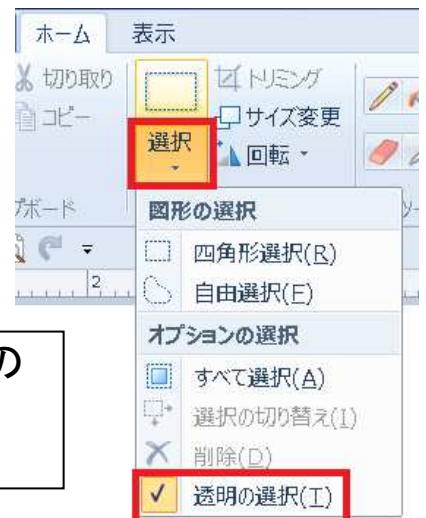 ホーム 表示
切り取り
コピー
トリミング
サイズ変更
選択
回転
図形の選択
四角形選択(R)
自由選択(F)
オプションの選択
すべて選択(A)
選択の切り替え(I)
削除(D)
透明の選択(T)
2
の